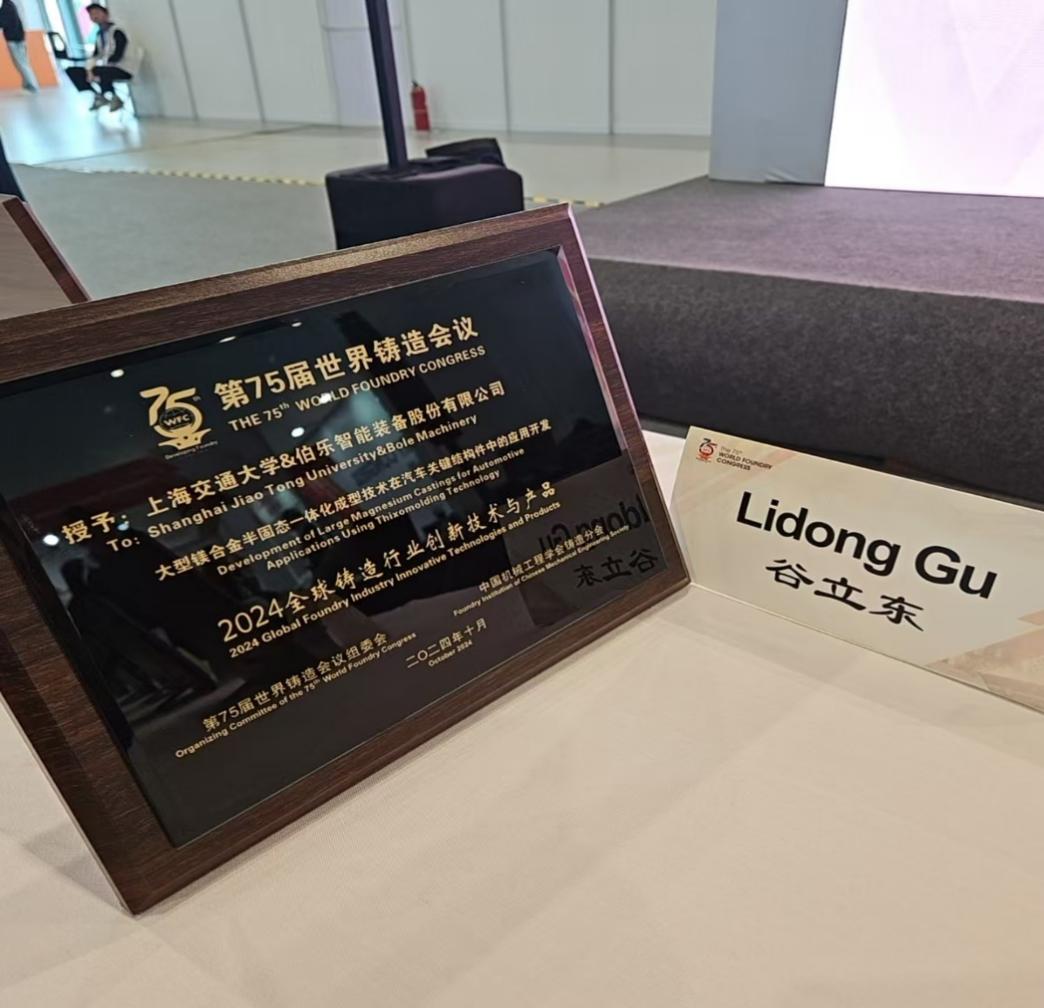 75th
WFC
Developing Foundry
第75届世界铸造会议
THE 75th WORLD FOUNDRY CONGRESS
授予：上海交通大学&伯乐智能装备股份有限公司
To: Shanghai Jiao Tong University&Bole Machinery
大型镁合金半固态一体化成型技术在汽车关键结构件中的应用开发
Development of Large Magnesium Castings for Automotive
Applications Using Thixomolding Technology
2024全球铸造行业创新技术与产品
2024 Global Foundry Industry Innovative Technologies and Products
中国机械工程学会铸造分会
Foundry Institution of Chinese Mechanical Engineering Society
第75届世界铸造会议组委会
Organizing Committee of the 75th World Foundry Congress
二〇二四年十月
October 2024
75
The 75th
WORLD FOUNDRY
CONGRESS
Lidong Gu
谷立东